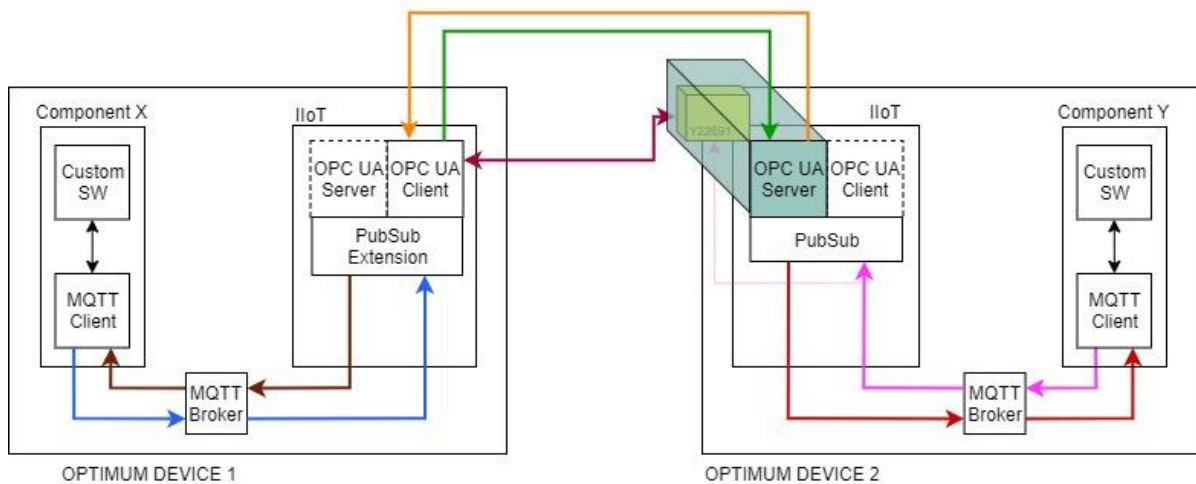 Component X
IIoT
IIoT
Component Y
Custom
SW
OPC UA
Server
OPC UA
Client
Y22691
OPC UA
Server
OPC UA
Client
Custom
SW
PubSub
Extension
PubSub
MQTT
Client
MQTT
Client
MQTT
Broker
MQTT
Broker
OPTIMUM DEVICE 1
OPTIMUM DEVICE 2